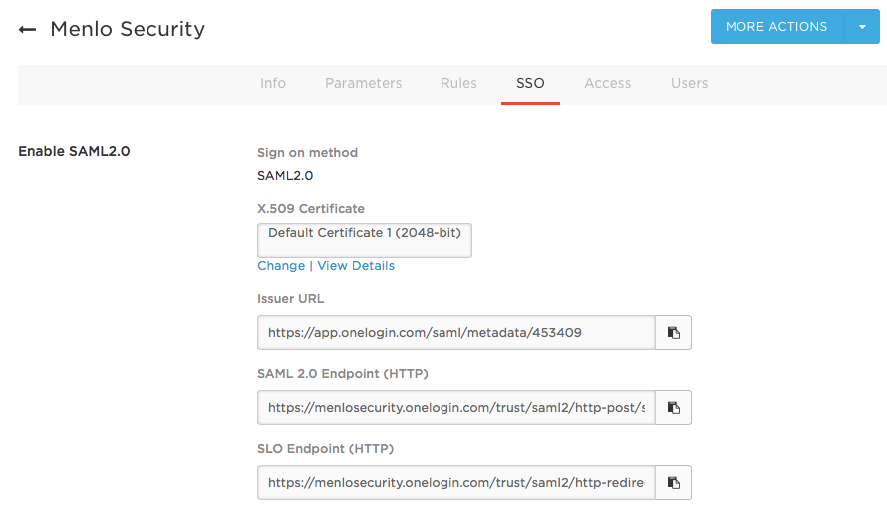 Menlo Security
MORE ACTIONS
Info Parameters Rules SSO Access Users
Enable SAML2.0
Sign on method
SAML2.0
X.509 Certificate
Default Certificate 1 (2048-bit)
Change | View Details
Issuer URL
https://app.onelogin.com/saml/metadata/453409
SAML 2.0 Endpoint (HTTP)
https://menlosecurity.onelogin.com/trust/saml2/http-post/s
SLO Endpoint (HTTP)
https://menlosecurity.onelogin.com/trust/saml2/http-redire